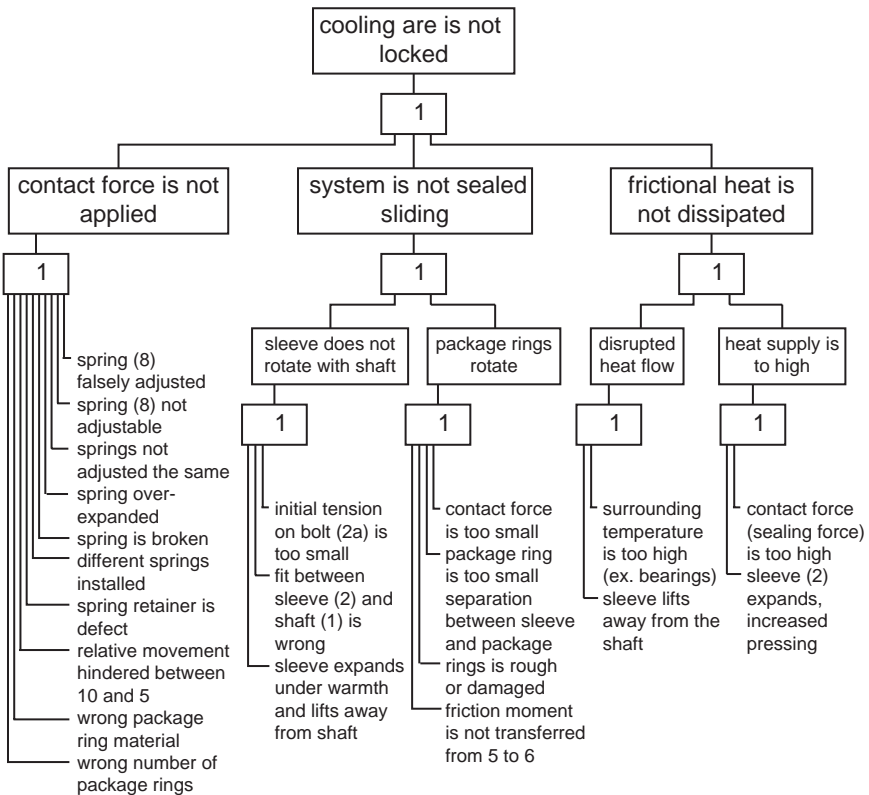 cooling are is not
locked
1
contact force is not
applied
system is not sealed
sliding
frictional heat is
not dissipated
1
1
1
sleeve does not
rotate with shaft
package rings
rotate
disrupted
heat flow
heat supply is
to high
1
1
1
1
spring (8)
falsely adjusted
spring (8) not
adjustable
springs not
adjusted the same
spring over-
expanded
spring is broken
different springs
installed
spring retainer is
defect
relative movement
hindered between
10 and 5
wrong package
ring material
wrong number of
package rings
initial tension
on bolt (2a) is
too small
fit between
sleeve (2) and
shaft (1) is
wrong
sleeve expands
under warmth
and lifts away
from shaft
contact force
is too small
package ring
is too small
separation
between sleeve
and package
rings is rough
or damaged
friction moment
is not transferred
from 5 to 6
surrounding
temperature
is too high
(ex. bearings)
sleeve lifts
away from the
shaft
contact force
(sealing force)
is too high
sleeve (2)
expands,
increased
pressing